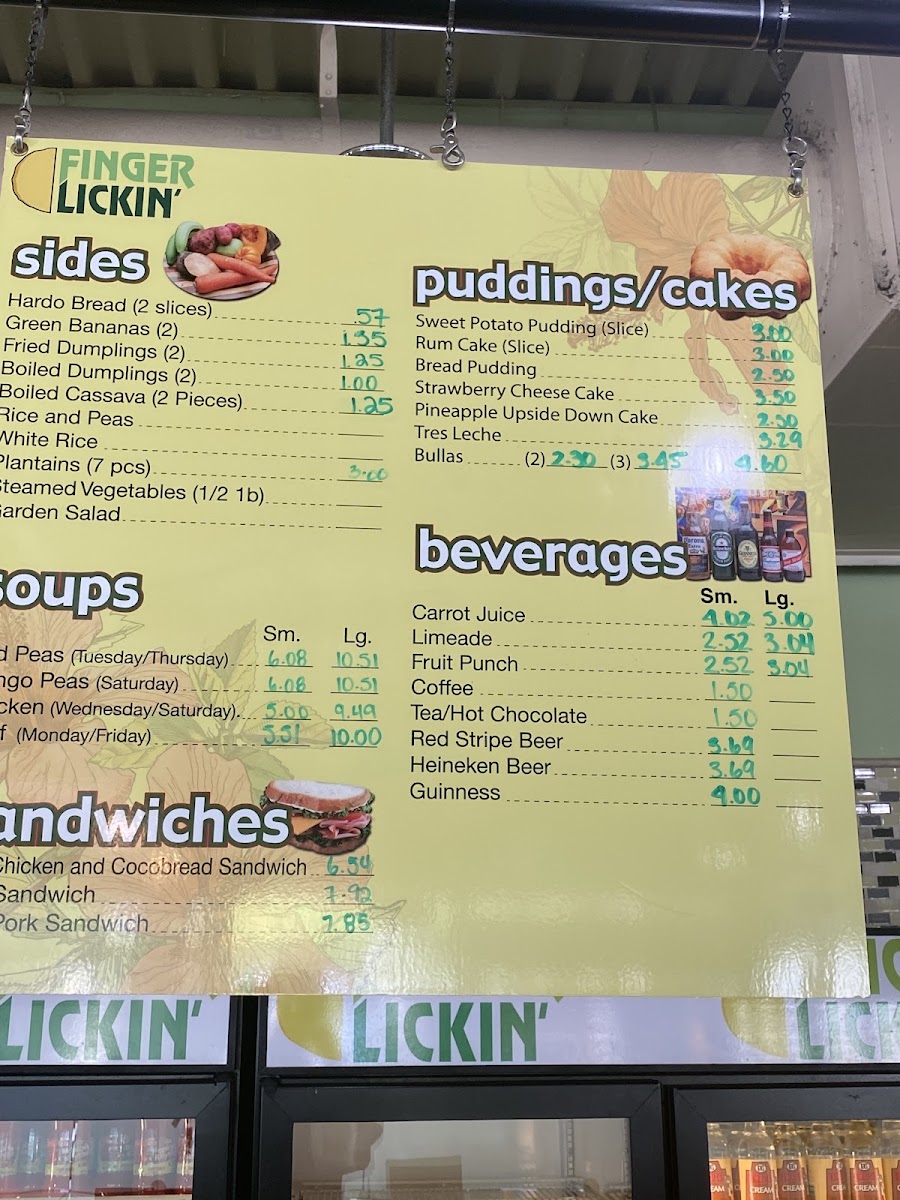 FINGER
LICKIN'
sides
Hardo Bread (2 slices) .57
Green Bananas (2) 1.35
Fried Dumplings (2) 1.25
Boiled Dumplings (2) 1.00
Boiled Cassava (2 Pieces) 1.25
Rice and Peas
White Rice
Plantains (7 pcs) 3.00
Steamed Vegetables (1/2 1b)
Garden Salad
soups
Sm. Lg.
d Peas (Tuesday/Thursday) 6.08 10.51
ngo Peas (Saturday) 6.08 10.51
cken (Wednesday/Saturday). 5.00 9.49
f (Monday/Friday) 5.51 10.00
andwiches
Chicken and Cocobread Sandwich 6.54
Sandwich 7.92
Pork Sandwich 7.85
puddings/cakes
Sweet Potato Pudding (Slice) 3.00
Rum Cake (Slice) 3.00
Bread Pudding 2.50
Strawberry Cheese Cake 3.50
Pineapple Upside Down Cake 2.50
Tres Leche 3.29
Bullas (2) 2.30 (3) 3.45 4.60
beverages
Sm. Lg.
Carrot Juice 4.02 5.00
Limeade 2.52 3.04
Fruit Punch 2.52 3.04
Coffee 1.50
Tea/Hot Chocolate 1.50
Red Stripe Beer 3.69
Heineken Beer 3.69
Guinness 4.00
LICKIN'
LICKIN'
LICK
CREAM
CREAM
CREAM